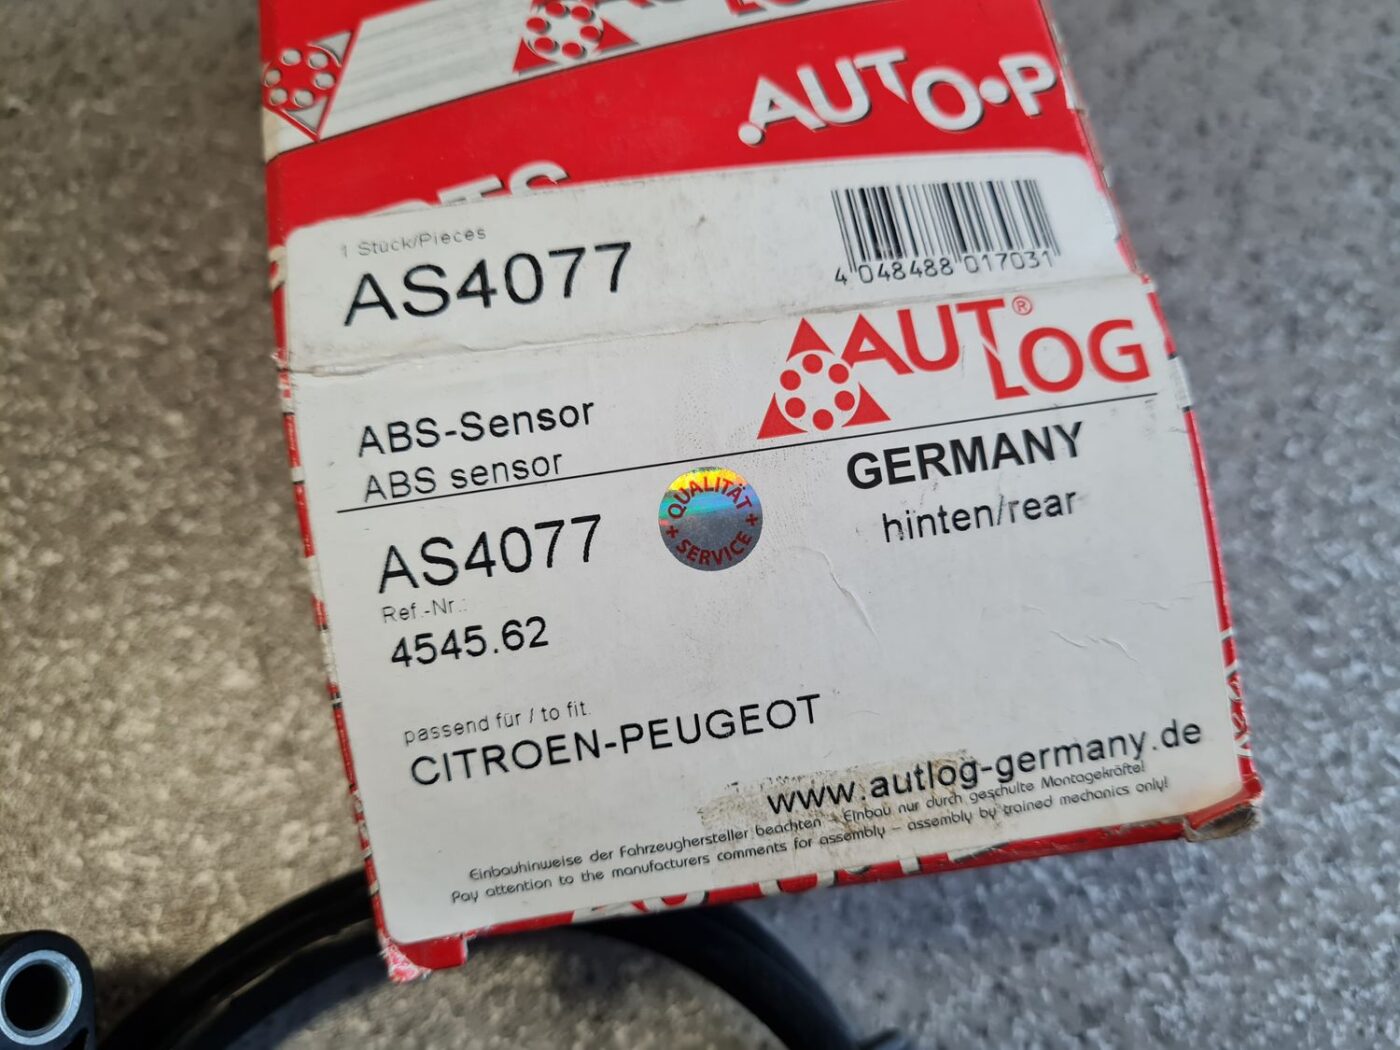 AUTO•P
1 Stück/Pieces
AS4077
4 048488 017031
AUTLOG®
ABS-Sensor
ABS sensor
GERMANY
hinten/rear
QUALITÄT
+ SERVICE +
AS4077
Ref.-Nr.:
4545.62
passend für / to fit:
CITROEN-PEUGEOT
www.autlog-germany.de
Einbauhinweise der Fahrzeughersteller beachten – Einbau nur durch geschulte Montagekräfte!
Pay attention to the manufacturers comments for assembly – assembly by trained mechanics only!